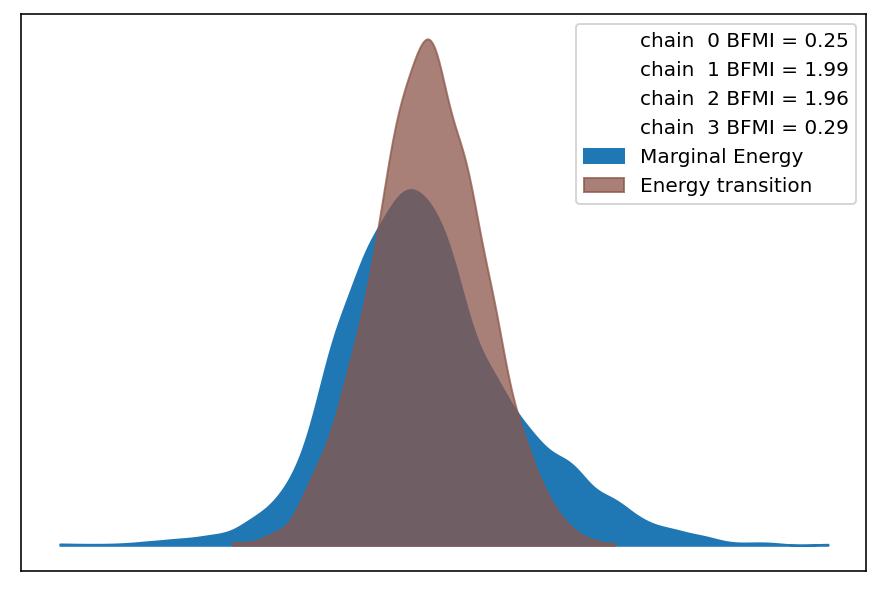 chain  0 BFMI = 0.25
chain  1 BFMI = 1.99
chain  2 BFMI = 1.96
chain  3 BFMI = 0.29
Marginal Energy
Energy transition